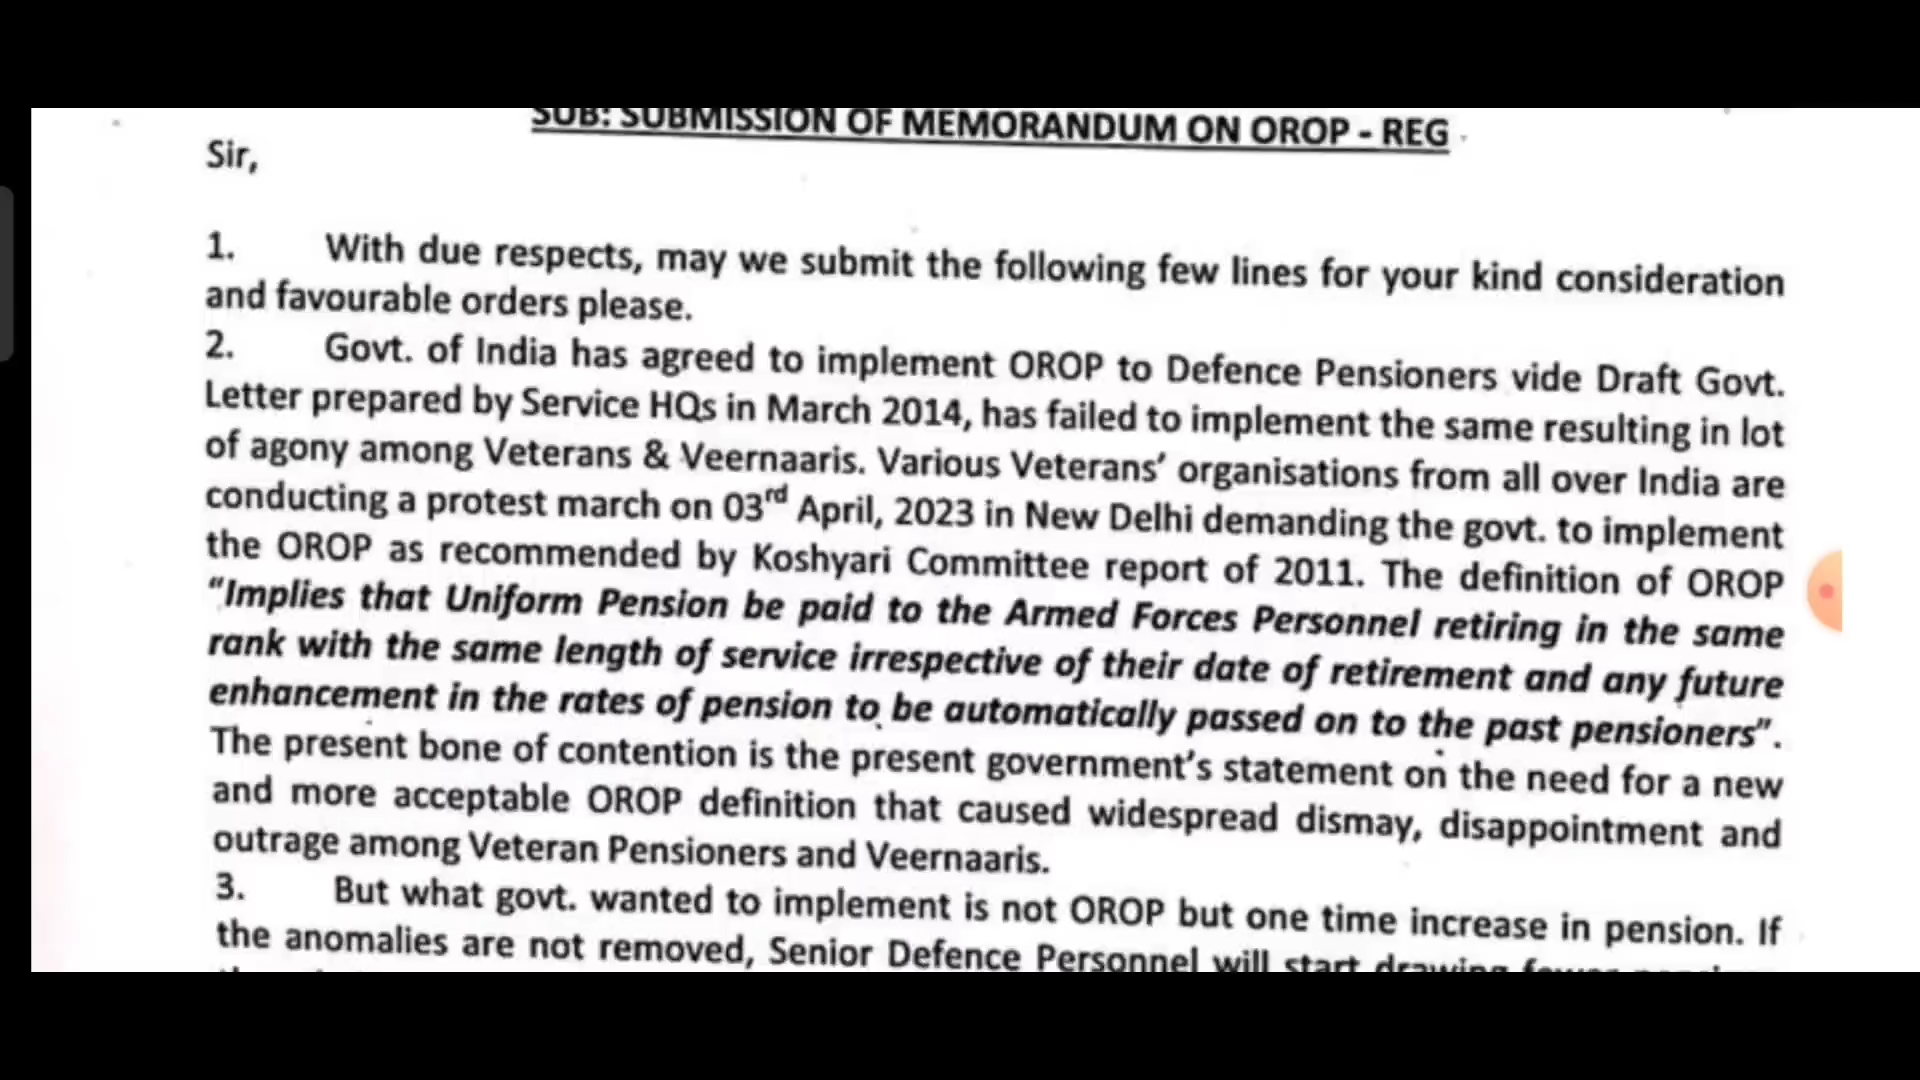 SUB: SUBMISSION OF MEMORANDUM ON OROP - REG
Sir,
1. With due respects, may we submit the following few lines for your kind consideration
and favourable orders please.
2. Govt. of India has agreed to implement OROP to Defence Pensioners vide Draft Govt.
Letter prepared by Service HQs in March 2014, has failed to implement the same resulting in lot
of agony among Veterans & Veernaaris. Various Veterans' organisations from all over India are
conducting a protest march on 03rd April, 2023 in New Delhi demanding the govt. to implement
the OROP as recommended by Koshyari Committee report of 2011. The definition of OROP
"Implies that Uniform Pension be paid to the Armed Forces Personnel retiring in the same
rank with the same length of service irrespective of their date of retirement and any future
enhancement in the rates of pension to be automatically passed on to the past pensioners".
The present bone of contention is the present government's statement on the need for a new
and more acceptable OROP definition that caused widespread dismay, disappointment and
outrage among Veteran Pensioners and Veernaaris.
3. But what govt. wanted to implement is not OROP but one time increase in pension. If
the anomalies are not removed, Senior Defence Personnel will start drawing fewer